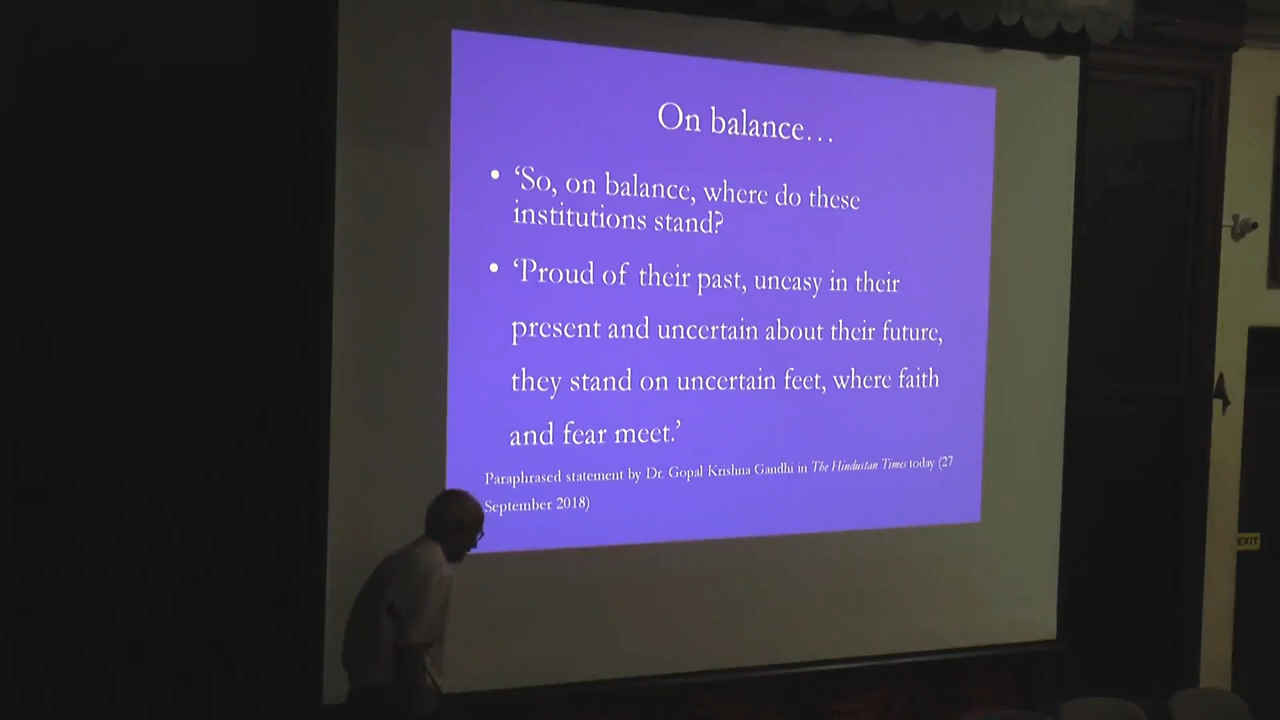 On balance…
• ‘So, on balance, where do these
institutions stand?
• ‘Proud of their past, uneasy in their
present and uncertain about their future,
they stand on uncertain feet, where faith
and fear meet.’
Paraphrased statement by Dr. Gopal Krishna Gandhi in The Hindustan Times today (27
September 2018)
EXIT